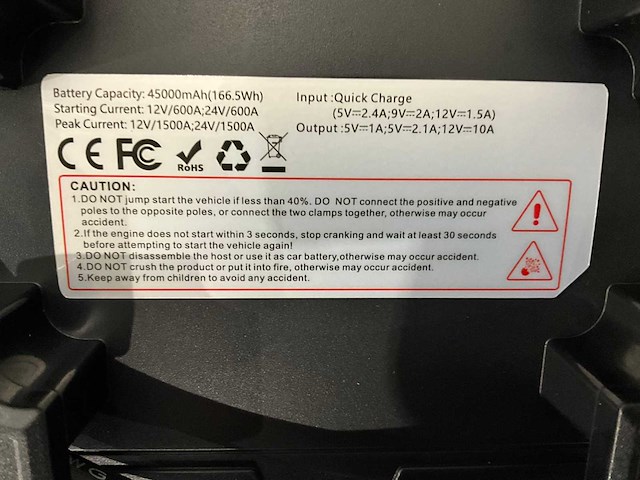 Battery Capacity: 45000mAh(166.5Wh)
Starting Current: 12V/600A;24V/600A
Peak Current: 12V/1500A;24V/1500A
Input :Quick Charge
(5V⎓2.4A;9V⎓2A;12V⎓1.5A)
Output :5V⎓1A;5V⎓2.1A;12V⎓10A
CE FC RoHS
CAUTION:
1.DO NOT jump start the vehicle if less than 40%. DO NOT connect the positive and negative
poles to the opposite poles, or connect the two clamps together, otherwise may occur
accident.
2.If the engine does not start within 3 seconds, stop cranking and wait at least 30 seconds
before attempting to start the vehicle again!
3.DO NOT disassemble the host or use it as car battery,otherwise may occur accident.
4.DO NOT crush the product or put it into fire, otherwise may occur accident.
5.Keep away from children to avoid any accident.